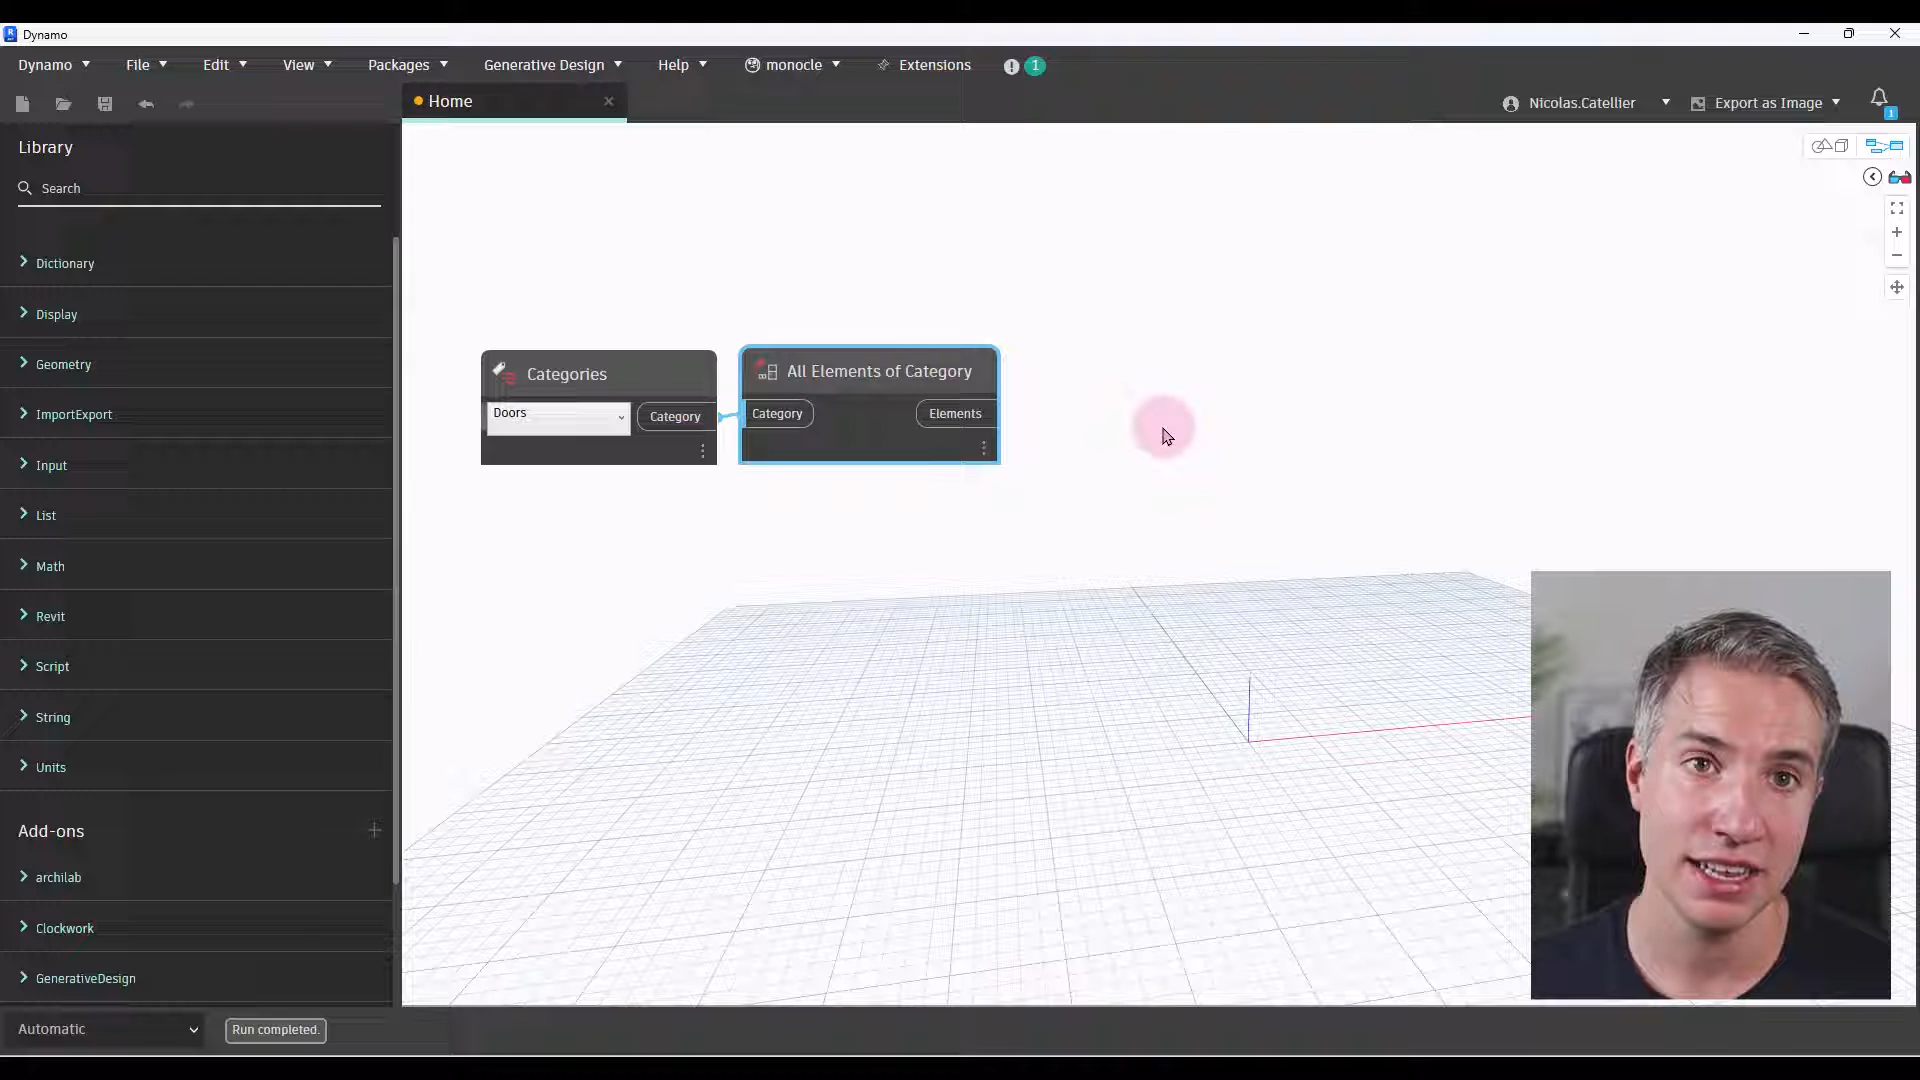 Dynamo
Dynamo File Edit View Packages Generative Design Help monocle Extensions 1
Home
Nicolas.Catellier Export as Image
1
Library
Search
Dictionary
Display
Geometry
ImportExport
Input
List
Math
Revit
Script
String
Units
Add-ons
archilab
Clockwork
GenerativeDesign
Categories
Doors
Category
All Elements of Category
Category
Elements
Automatic
Run completed.